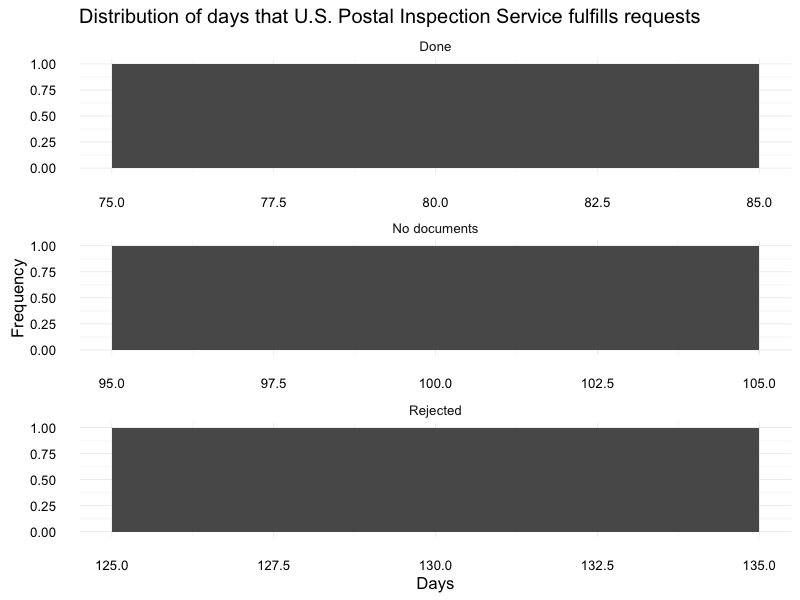 Distribution of days that U.S. Postal Inspection Service fulfills requests
Done
1.00
0.75
0.50
0.25
0.00
75.0 77.5 80.0 82.5 85.0
No documents
1.00
0.75
0.50
0.25
0.00
95.0 97.5 100.0 102.5 105.0
Frequency
Rejected
1.00
0.75
0.50
0.25
0.00
125.0 127.5 130.0 132.5 135.0
Days